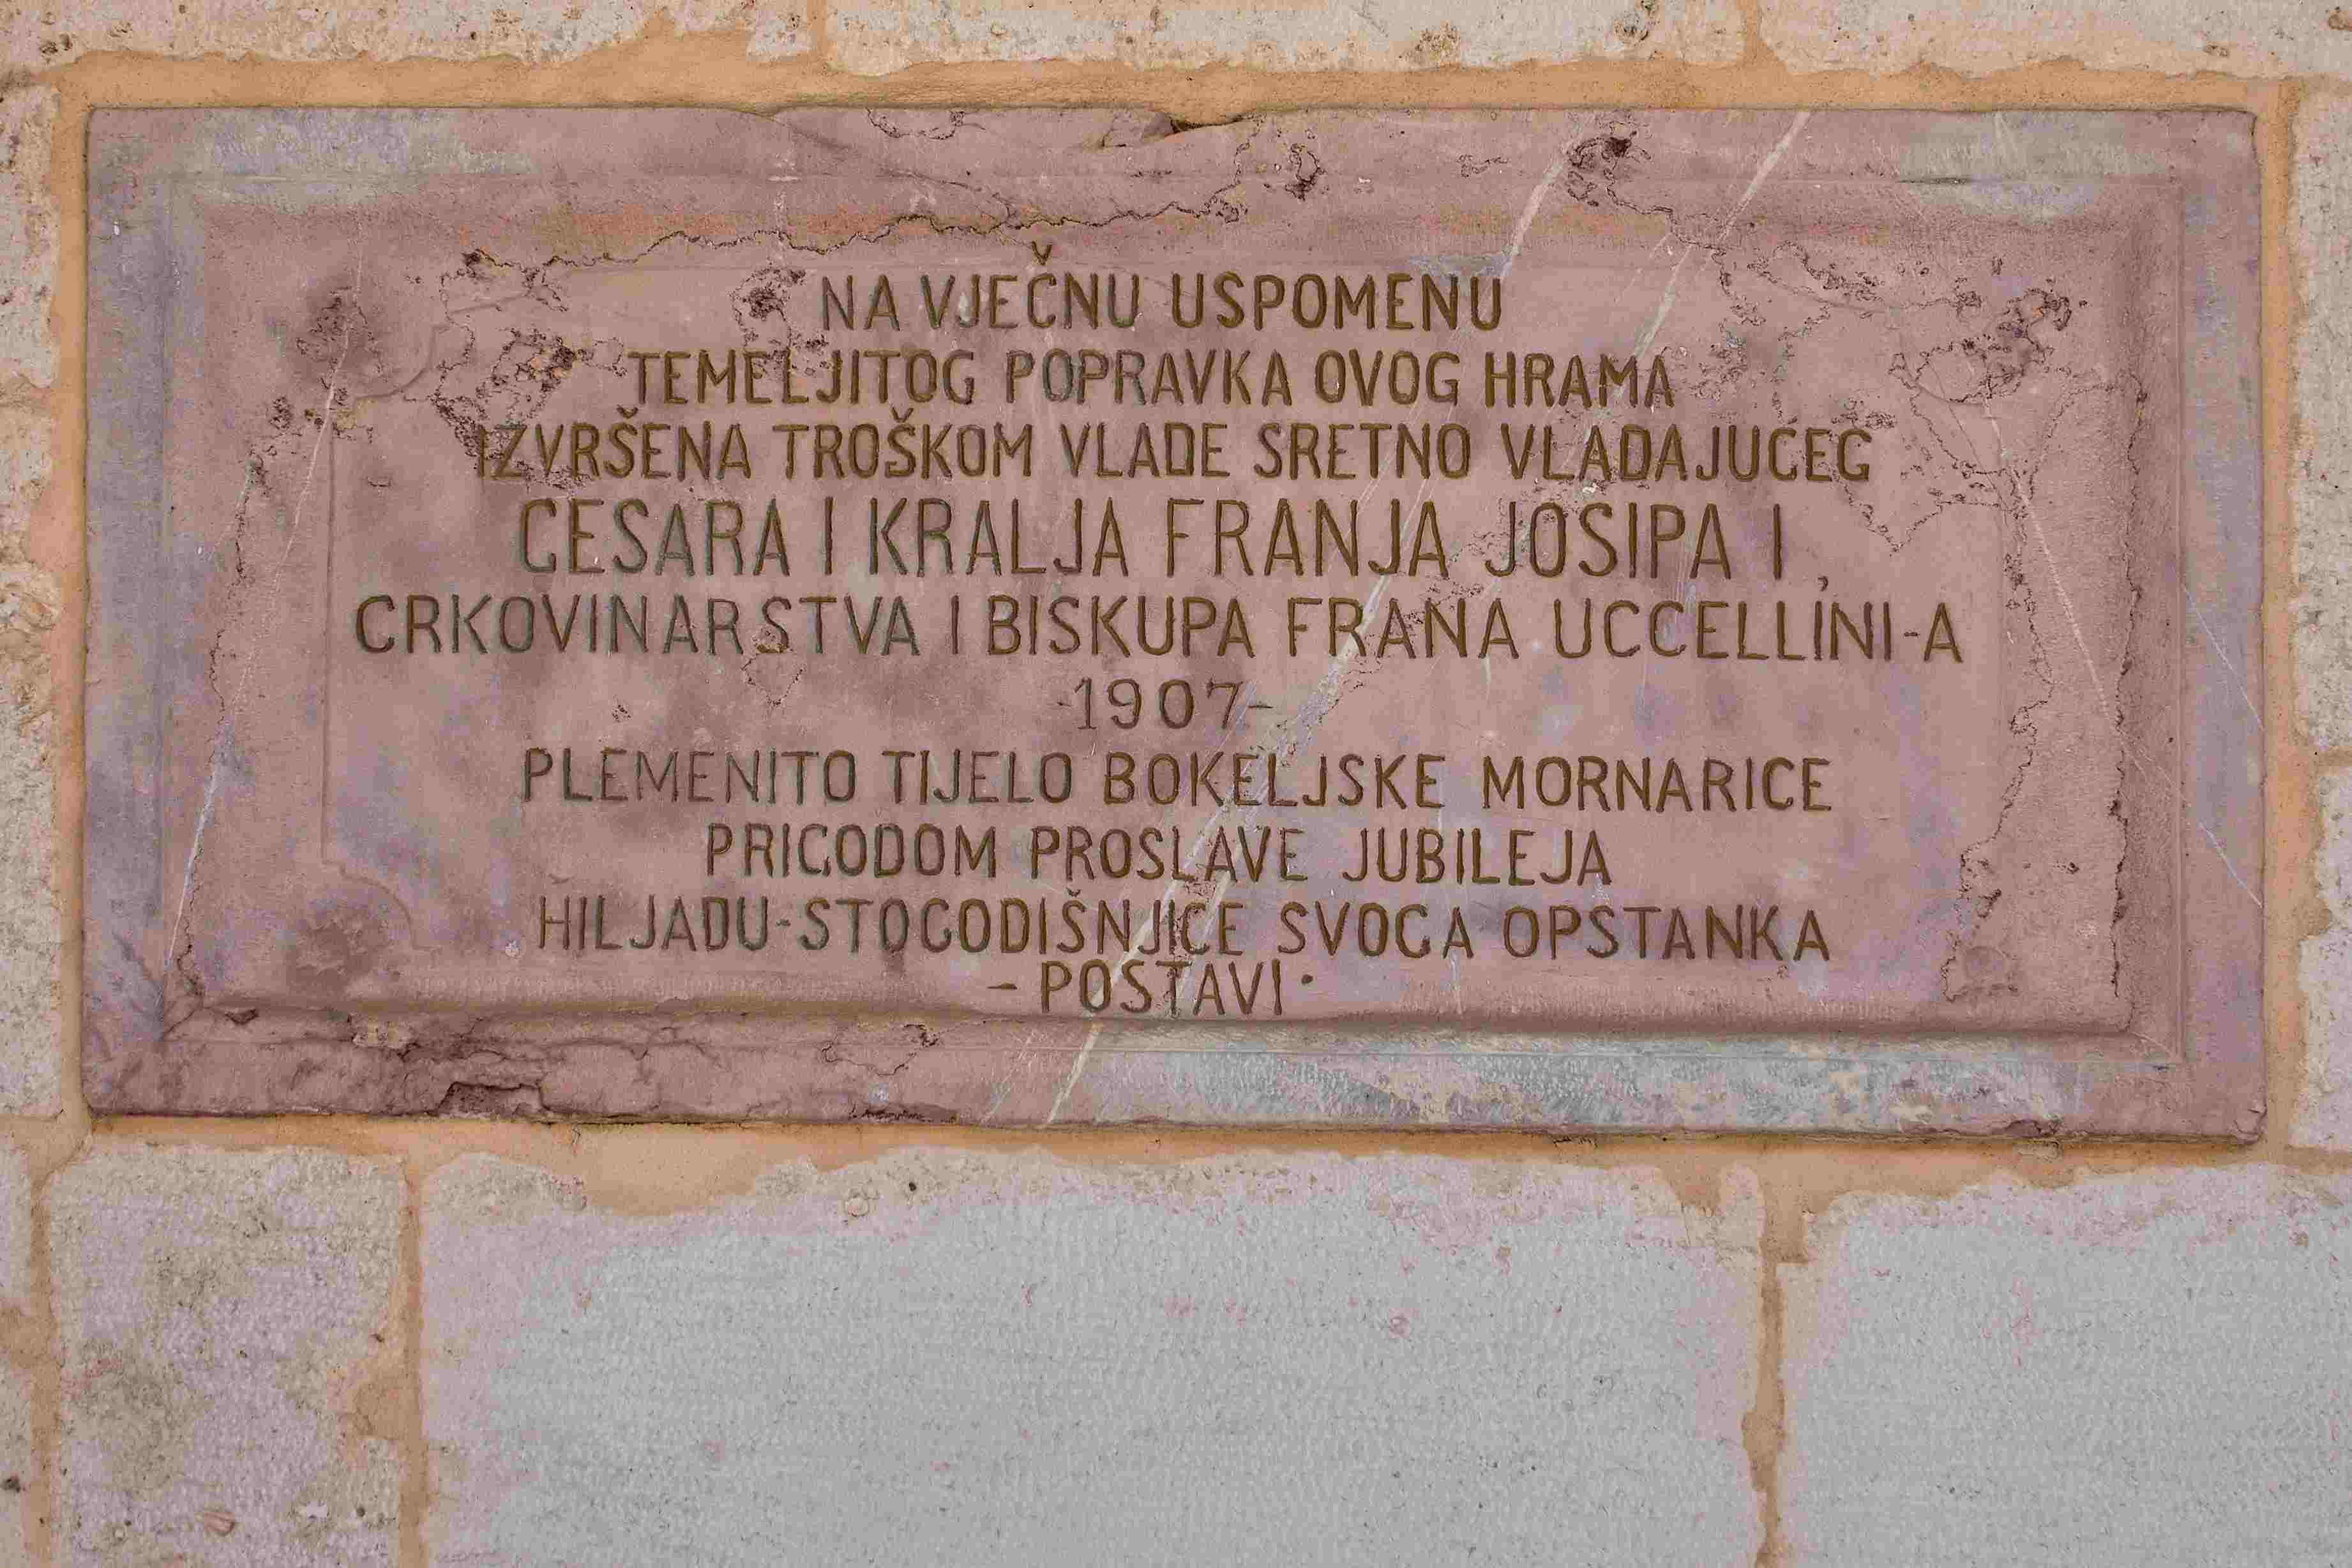 NA VJEČNU USPOMENU
TEMELJITOG POPRAVKA OVOG HRAMA
IZVRŠENA TROŠKOM VLADE SRETNO VLADAJUĆEG
CESARA I KRALJA FRANJA JOSIPA I,
CRKOVINARSTVA I BISKUPA FRANA UCCELLINI-A
-1907-
PLEMENITO TIJELO BOKELJSKE MORNARICE
PRIGODOM PROSLAVE JUBILEJA
HILJADU-STOGODIŠNJICE SVOGA OPSTANKA
- POSTAVI ·